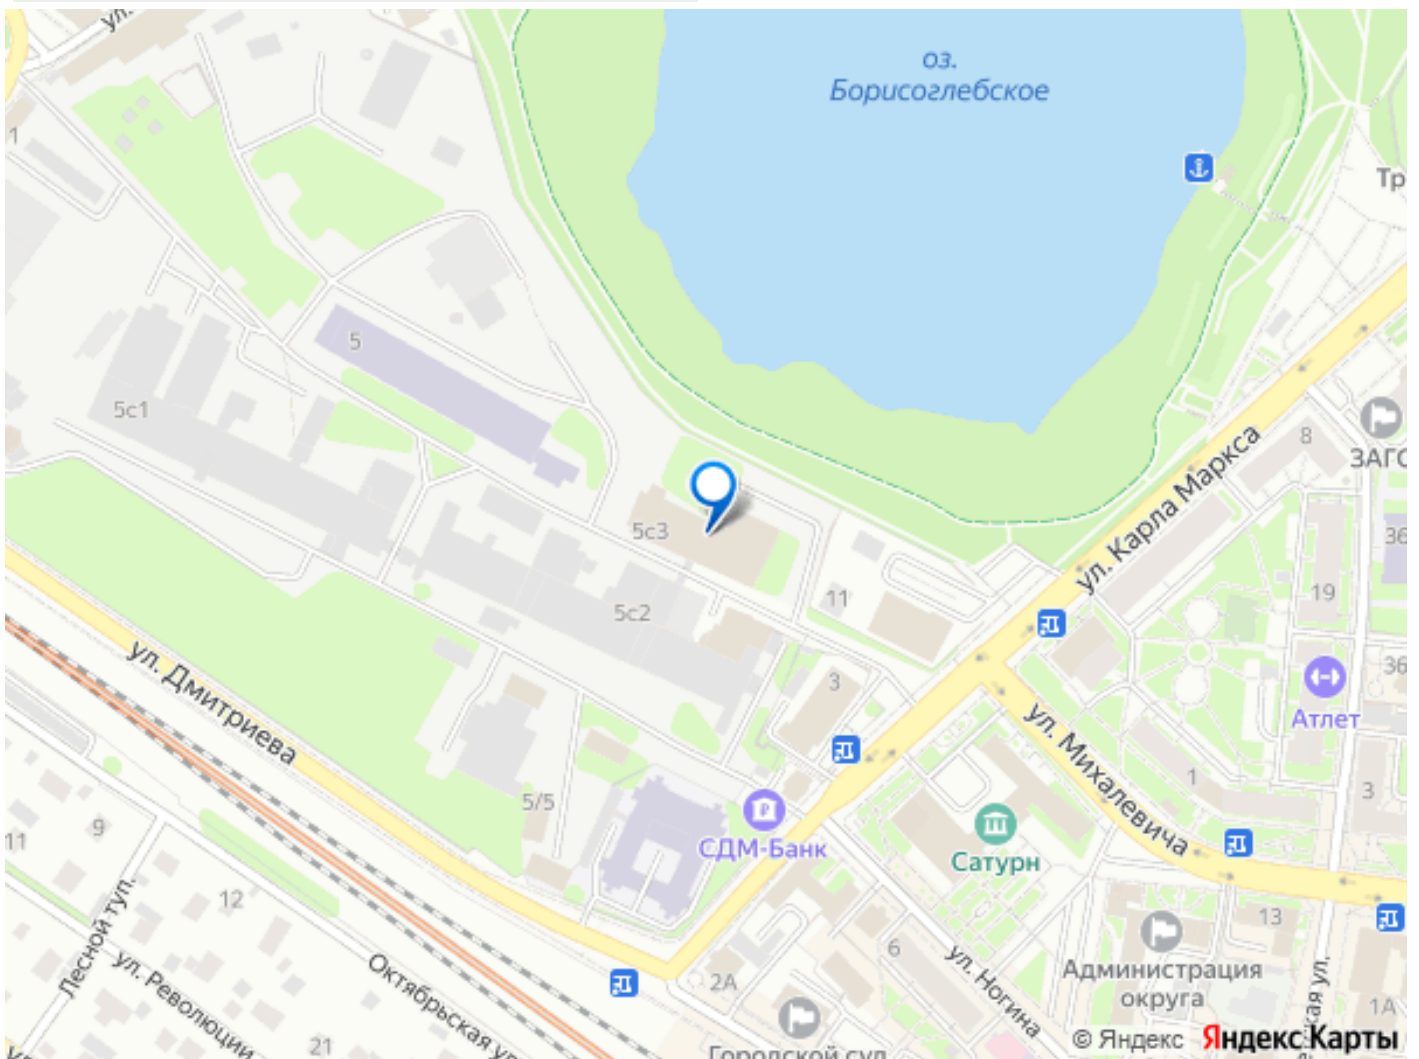 ул.
оз.
Борисоглебское
1
Тр
5
5с1
8
ЗАГС
ул. Карла Маркса
5с3
36
11
19
5с2
ул. Дмитриева
3
36
Атлет
ул. Михалевича
1
3
5/5
СДМ-Банк
Сатурн
11
9
12
Лесной туп.
13
6
ул. Революции
Октябрьская ул.
2А
ул. Ногина
Администрация
округа
1А
21
Городской суд
© Яндекс Яндекс Карты